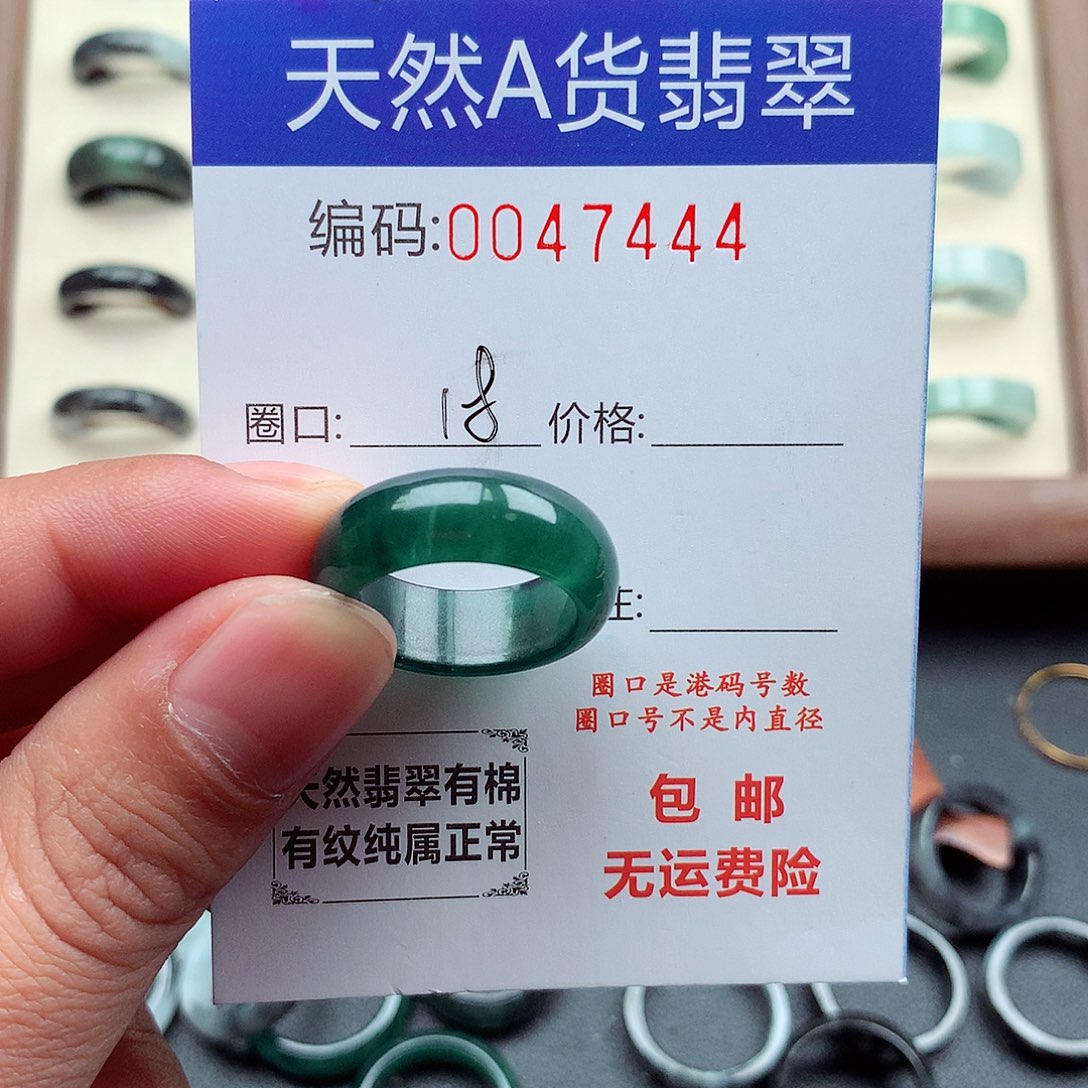 天然A货翡翠
编码:0047444
圈口: 18 价格:
注:
圈口是港码号数
圈口号不是内直径
天然翡翠有棉
有纹纯属正常
包 邮
无运费险